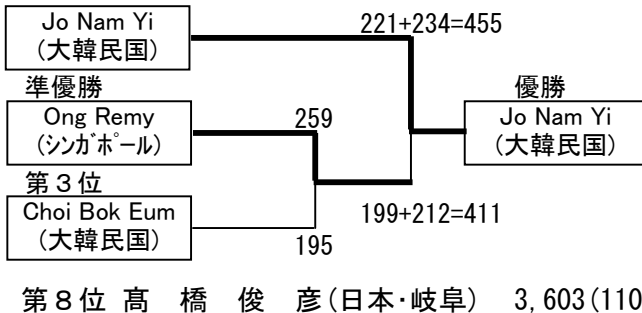 Jo Nam Yi
(大韓民国)
221+234=455
準優勝
優勝
Ong Remy
(シンガポール)
259
Jo Nam Yi
(大韓民国)
第3位
Choi Bok Eum
(大韓民国)
199+212=411
195
第8位 髙 橋 俊 彦(日本・岐阜) 3,603(110